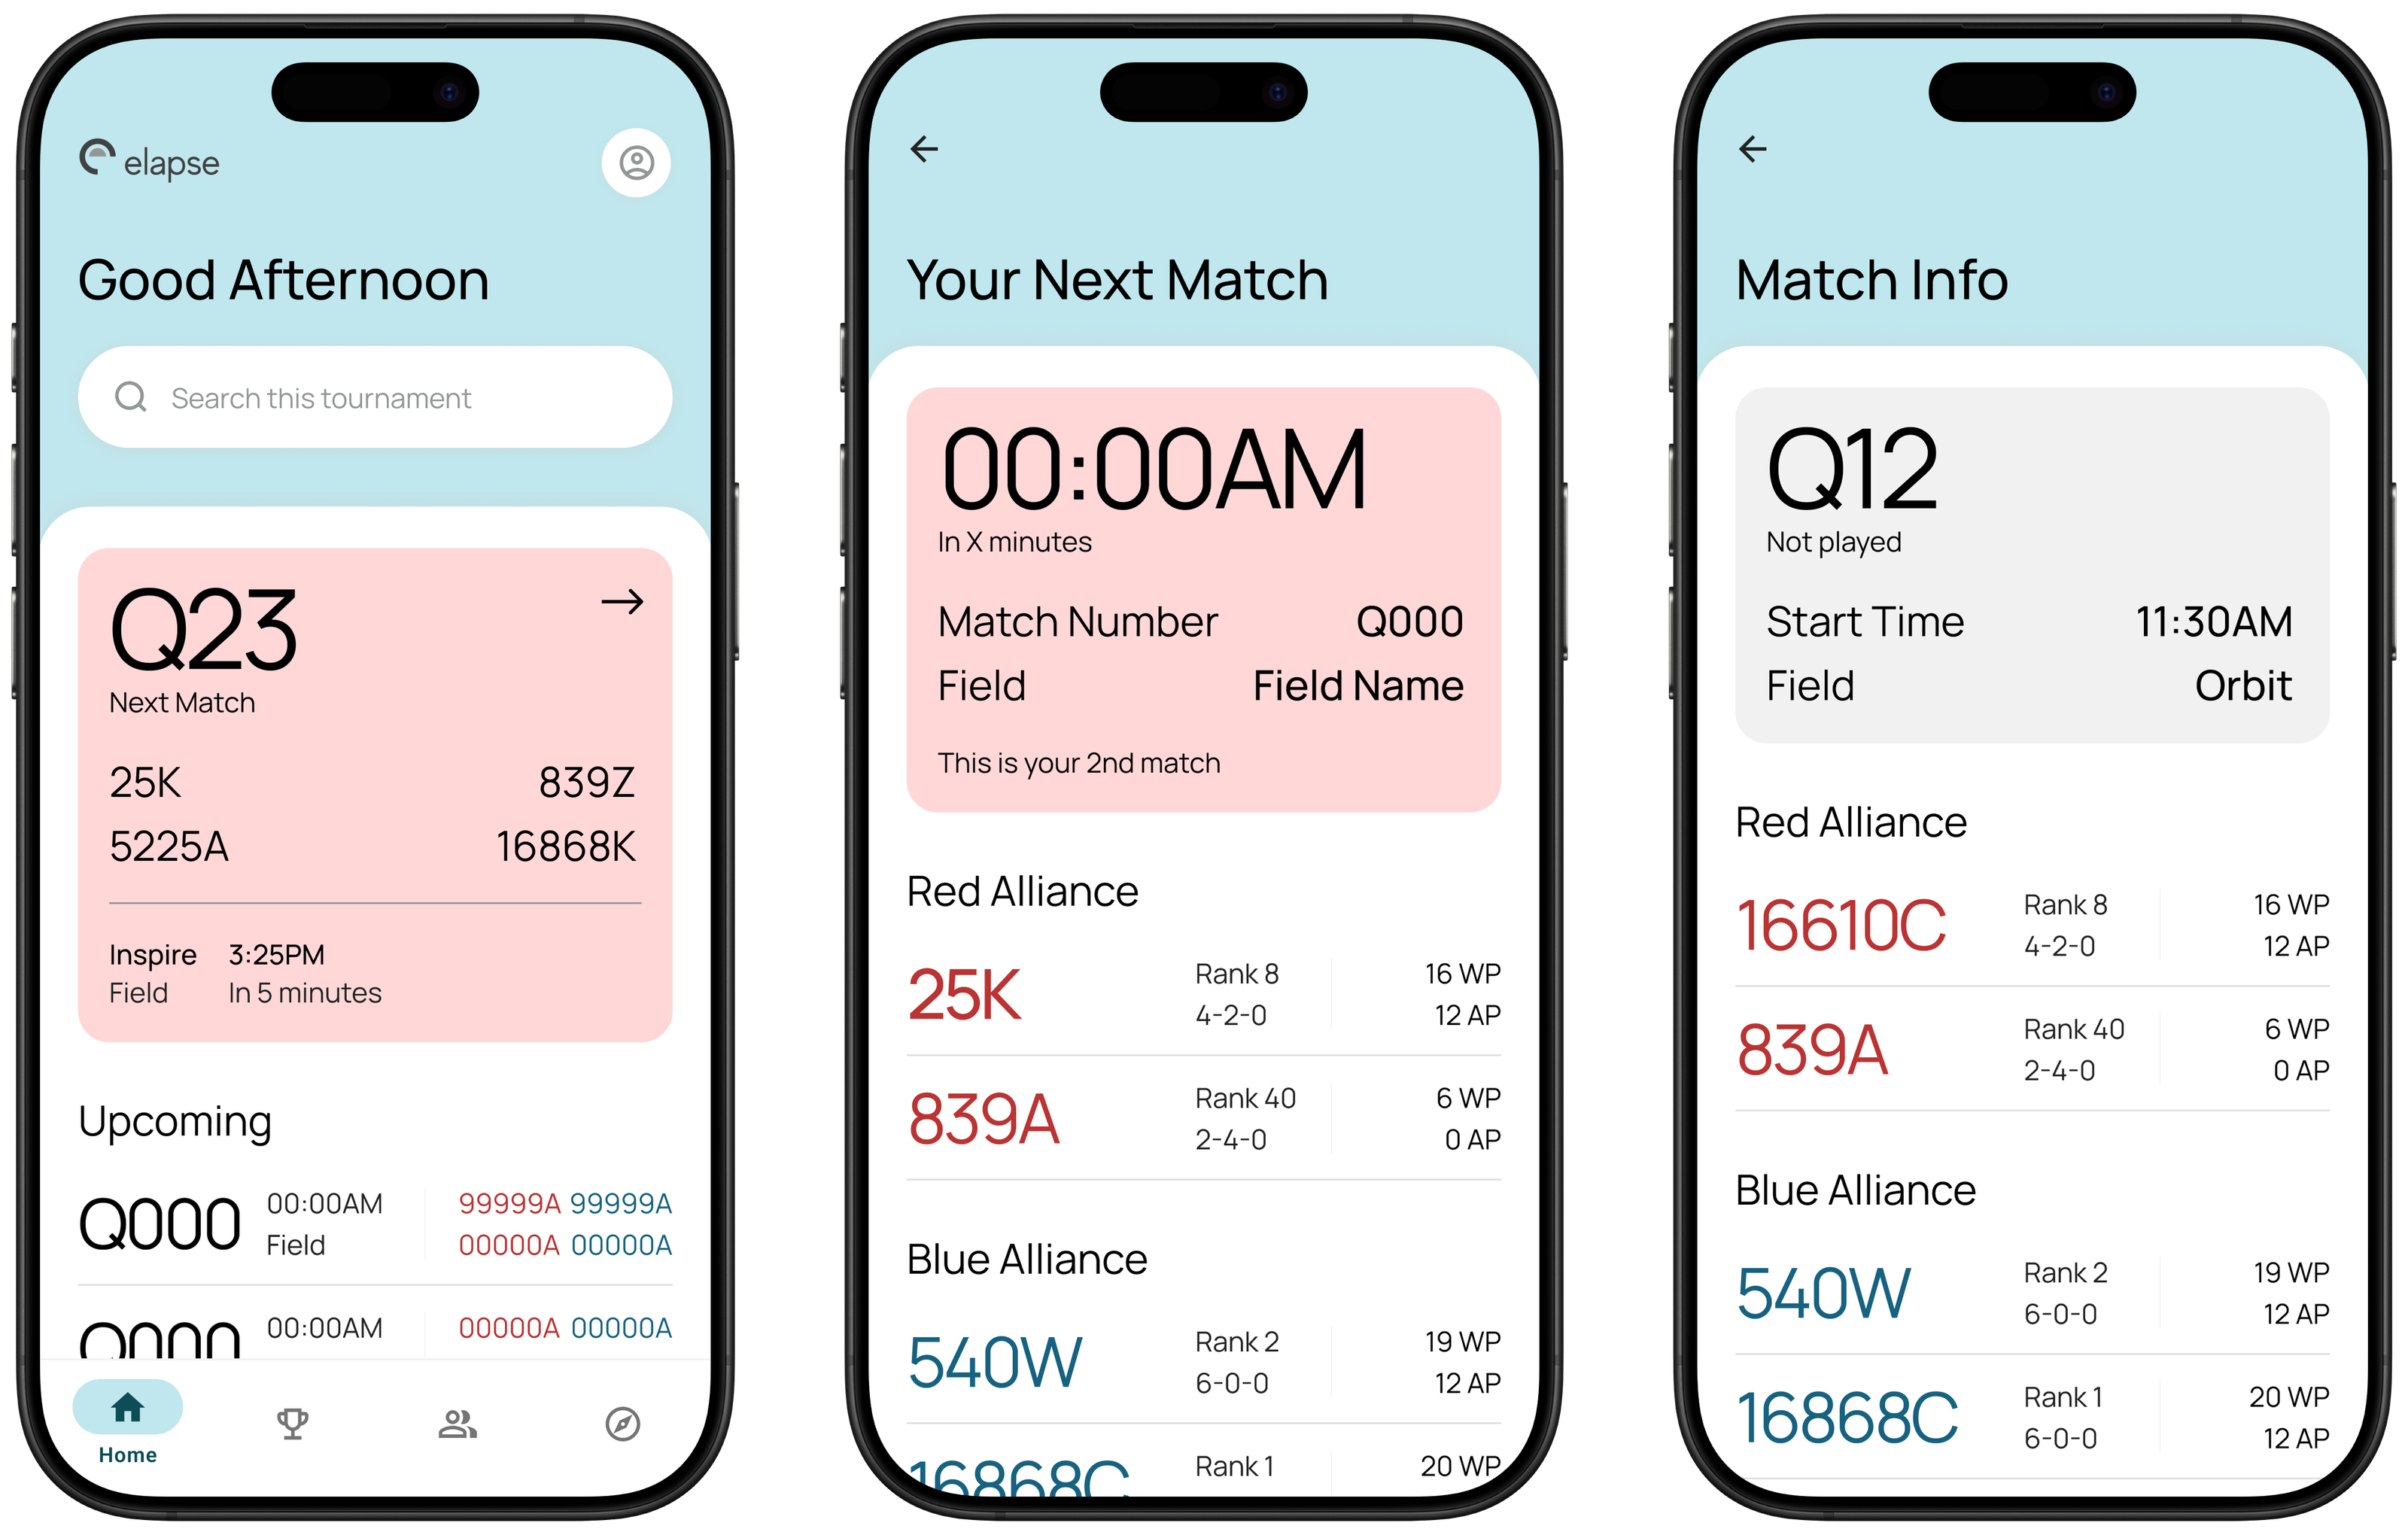 elapse
Good Afternoon
Search this tournament
Q23
Next Match
25K 839Z
5225A 16868K
Inspire 3:25PM
Field In 5 minutes
Upcoming
Q000 00:00AM 99999A 99999A
Field 00000A 00000A
Q000 00:00AM 00000A 00000A
Home
Your Next Match
00:00AM
In X minutes
Match Number Q000
Field Field Name
This is your 2nd match
Red Alliance
25K Rank 8 16 WP
4-2-0 12 AP
839A Rank 40 6 WP
2-4-0 0 AP
Blue Alliance
540W Rank 2 19 WP
6-0-0 12 AP
16868C Rank 1 20 WP
Match Info
Q12
Not played
Start Time 11:30AM
Field Orbit
Red Alliance
16610C Rank 8 16 WP
4-2-0 12 AP
839A Rank 40 6 WP
2-4-0 0 AP
Blue Alliance
540W Rank 2 19 WP
6-0-0 12 AP
16868C Rank 1 20 WP
6-0-0 12 AP